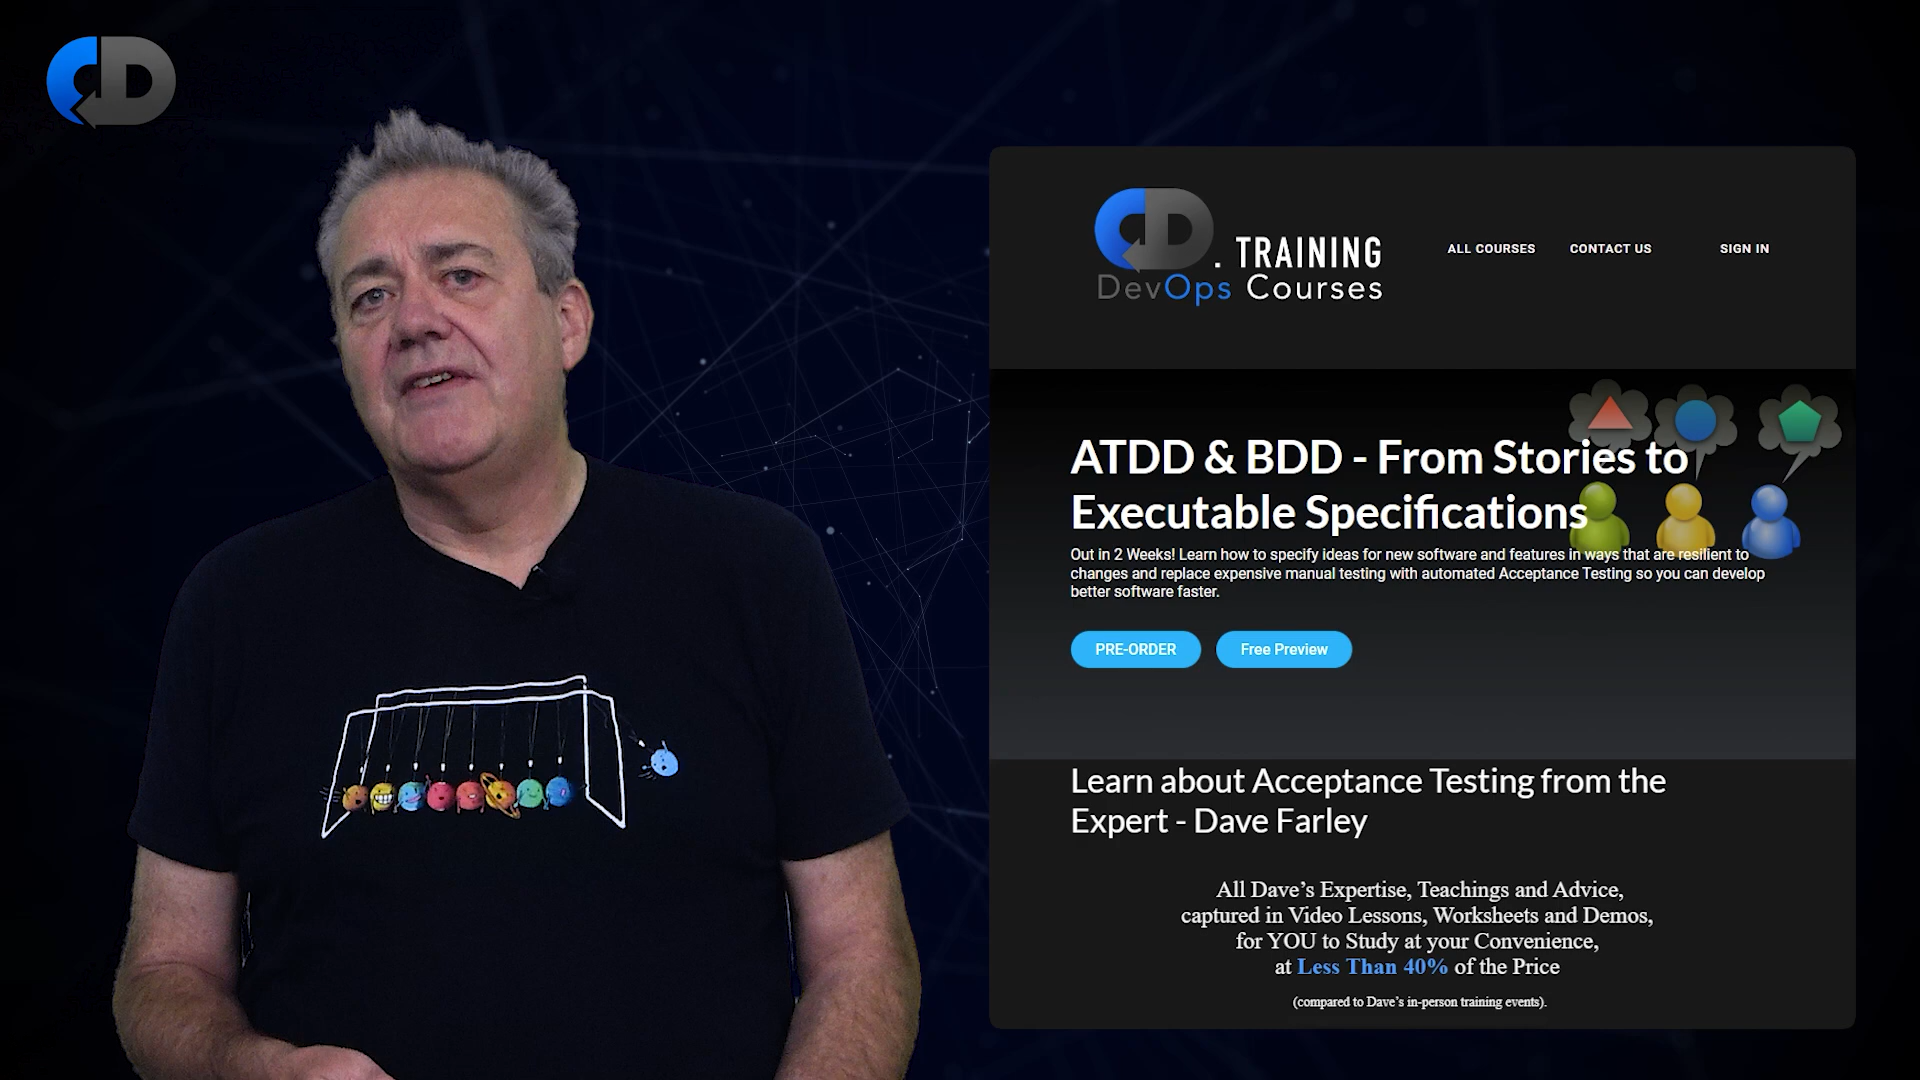 CD
CD . TRAINING
DevOps Courses
ALL COURSES
CONTACT US
SIGN IN
ATDD & BDD - From Stories to
Executable Specifications
Out in 2 Weeks! Learn how to specify ideas for new software and features in ways that are resilient to
changes and replace expensive manual testing with automated Acceptance Testing so you can develop
better software faster.
PRE-ORDER
Free Preview
Learn about Acceptance Testing from the
Expert - Dave Farley
All Dave's Expertise, Teachings and Advice,
captured in Video Lessons, Worksheets and Demos,
for YOU to Study at your Convenience,
at Less Than 40% of the Price
(compared to Dave's in-person training events).